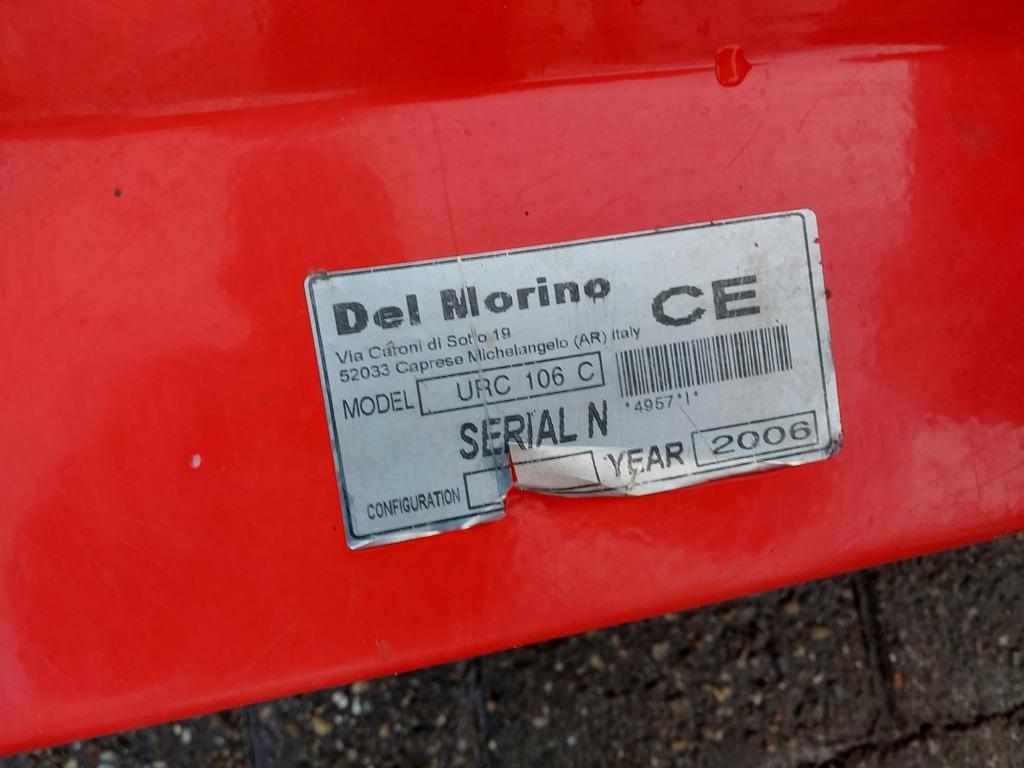 Del Morino
CE
Via Caroni di Sotto 19
52033 Caprese Michelangelo (AR) Italy
MODEL URC 106 C
*4957*I*
SERIAL N
CONFIGURATION
YEAR 2006